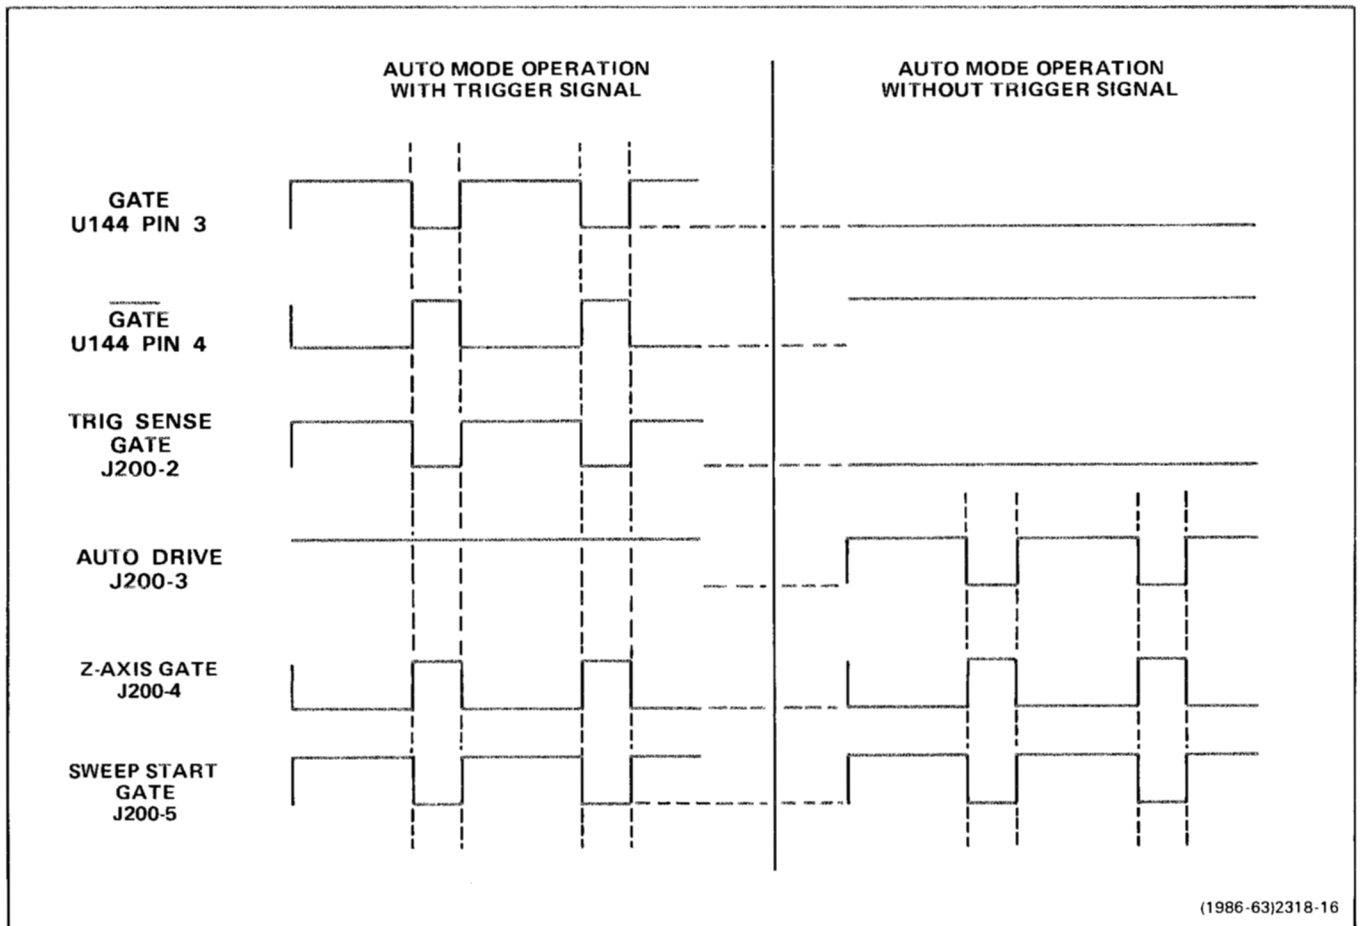 AUTO MODE OPERATION
WITH TRIGGER SIGNAL
AUTO MODE OPERATION
WITHOUT TRIGGER SIGNAL
GATE
U144 PIN 3
GATE
U144 PIN 4
TRIG SENSE
GATE
J200-2
AUTO DRIVE
J200-3
Z-AXIS GATE
J200-4
SWEEP START
GATE
J200-5
(1986-63)2318-16